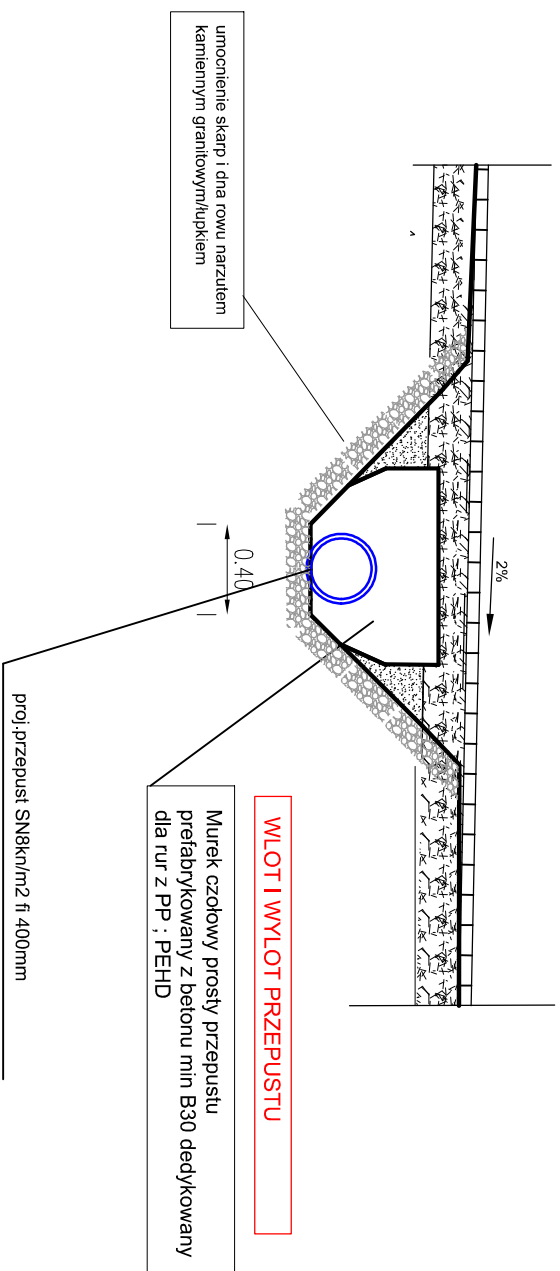 umocnienie skarp i dna rowu narzutem
kamiennym granitowym/łupkiem
2%
0.40
WLOT I WYLOT PRZEPUSTU
Murek czołowy prosty przepustu
prefabrykowany z betonu min B30 dedykowany
dla rur z PP ; PEHD
proj.przepust SN8kn/m2 fi 400mm